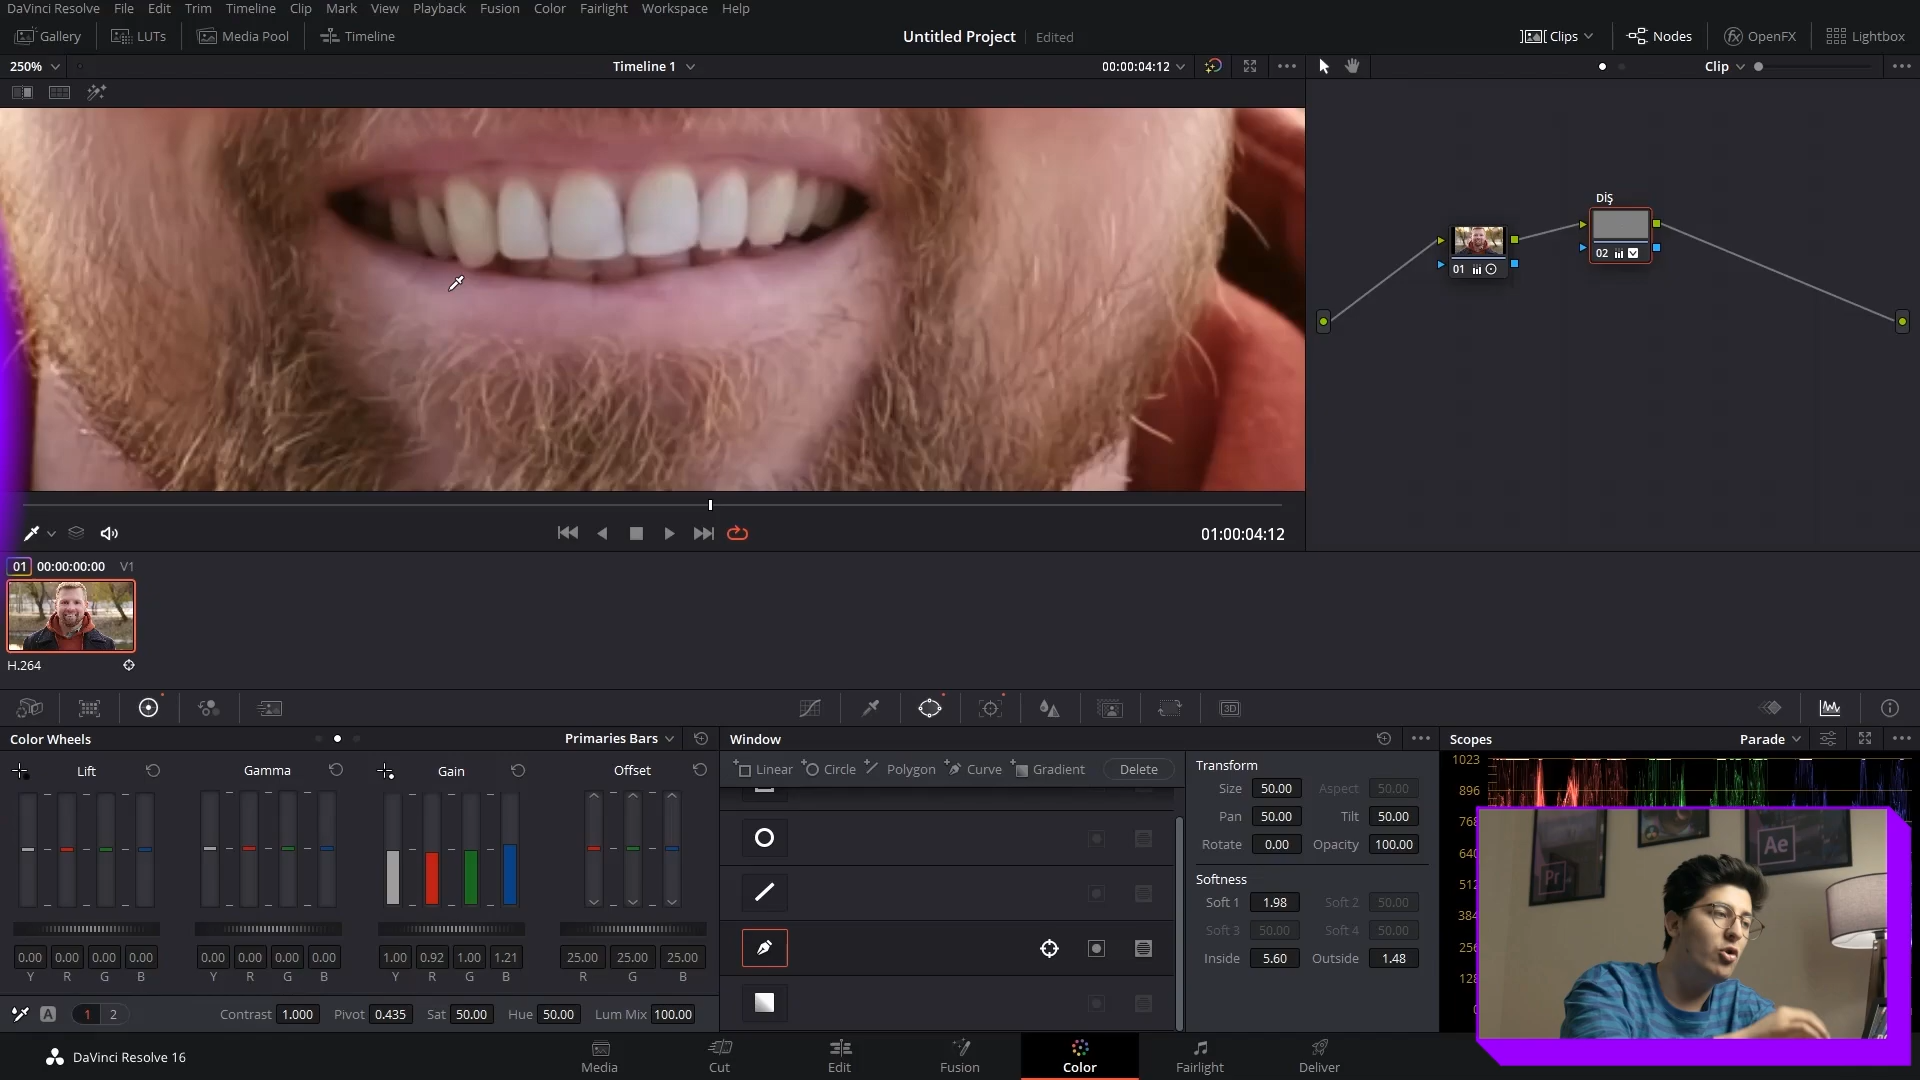 DaVinci Resolve File Edit Trim Timeline Clip Mark View Playback Fusion Color Fairlight Workspace Help
Gallery LUTs Media Pool Timeline Untitled Project Edited Clips Nodes OpenFX Lightbox
250% Timeline 1 00:00:04:12 Clip
DİŞ
01
02
01:00:04:12
01 00:00:00:00 V1
H.264
3D
Color Wheels Primaries Bars Window Scopes Parade
Lift Gamma Gain Offset
Linear Circle Polygon Curve Gradient Delete
Transform
Size 50.00 Aspect 50.00
Pan 50.00 Tilt 50.00
Rotate 0.00 Opacity 100.00
Softness
Soft 1 1.98 Soft 2 50.00
Soft 3 50.00 Soft 4 50.00
Inside 5.60 Outside 1.48
1023
896
768
640
512
384
256
128
0
Pr
Ae
0.00 0.00 0.00 0.00 0.00 0.00 0.00 0.00 1.00 0.92 1.00 1.21 25.00 25.00 25.00
Y R G B Y R G B Y R G B R G B
A 1 2 Contrast 1.000 Pivot 0.435 Sat 50.00 Hue 50.00 Lum Mix 100.00
DaVinci Resolve 16
Media Cut Edit Fusion Color Fairlight Deliver